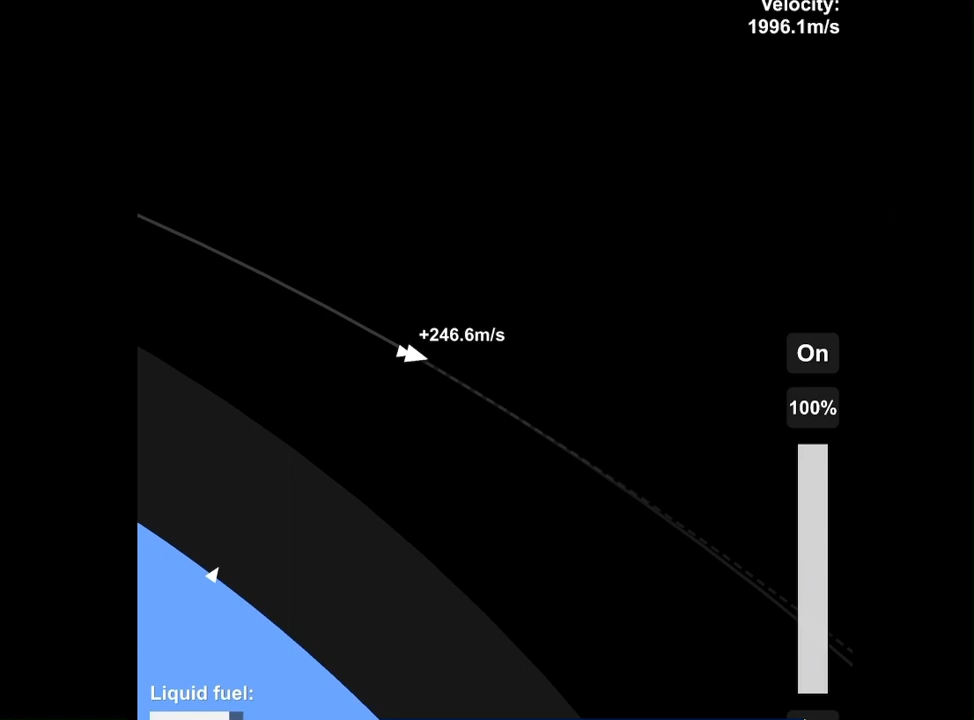 Velocity:
1996.1m/s
+246.6m/s
On
100%
Liquid fuel: